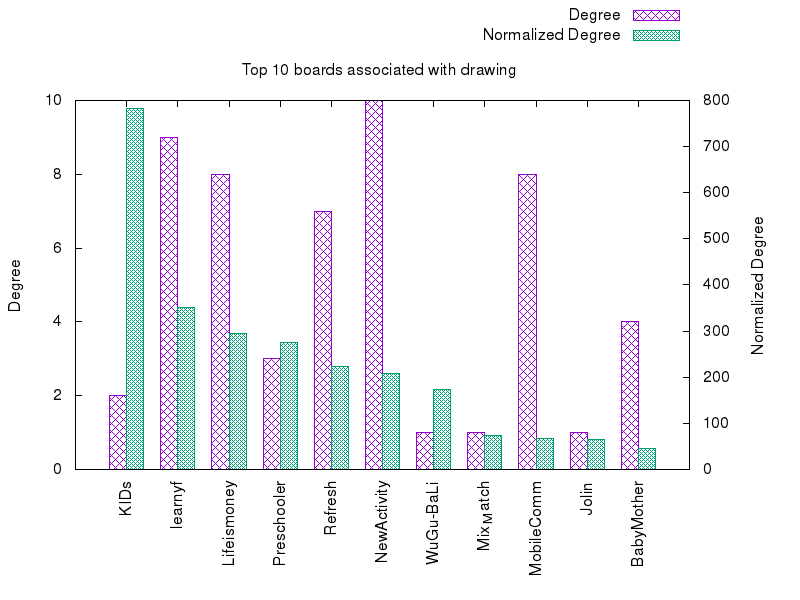 Degree
Normalized Degree
Top 10 boards associated with drawing
10
8
6
4
2
0
800
700
600
500
400
300
200
100
0
Degree
Normalized Degree
KIDs
learnyf
Lifeismoney
Preschooler
Refresh
NewActivity
WuGu-BaLi
MixMatch
MobileComm
Jolin
BabyMother